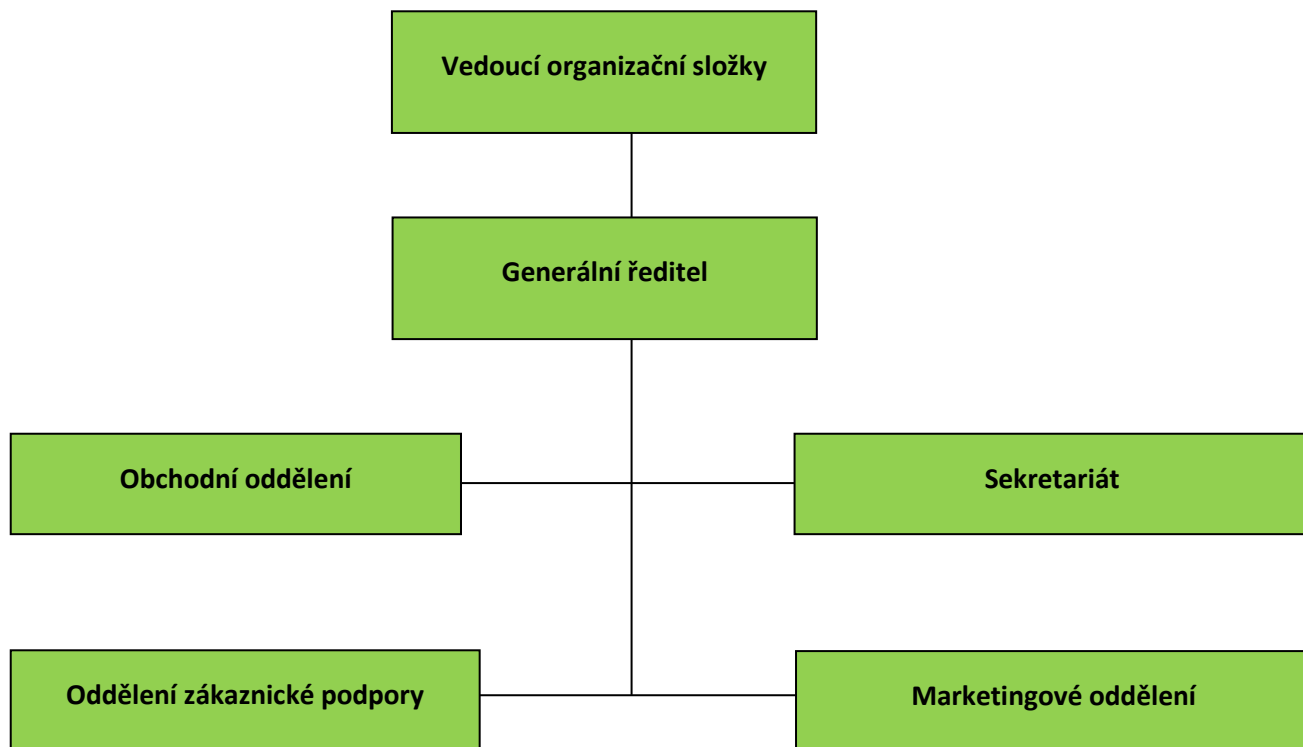 Vedoucí organizační složky
Generální ředitel
Obchodní oddělení
Sekretariát
Oddělení zákaznické podpory
Marketingové oddělení